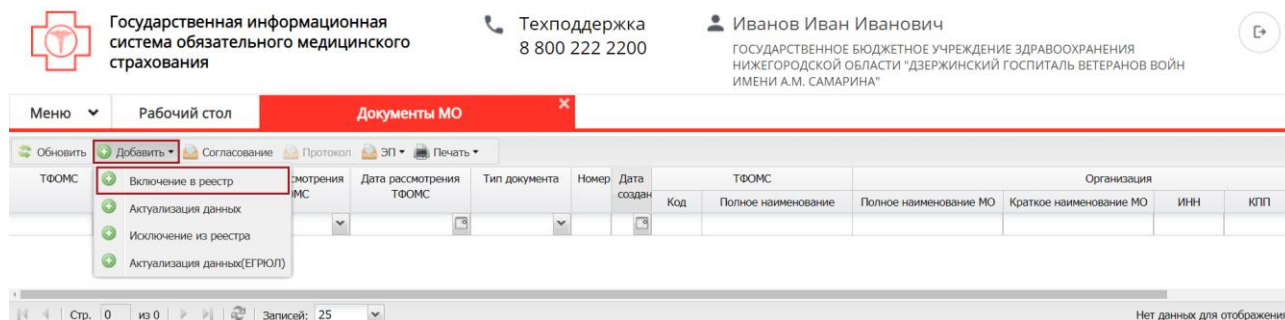 Государственная информационная
система обязательного медицинского
страхования
Техподдержка
8 800 222 2200
Иванов Иван Иванович
ГОСУДАРСТВЕННОЕ БЮДЖЕТНОЕ УЧРЕЖДЕНИЕ ЗДРАВООХРАНЕНИЯ
НИЖЕГОРОДСКОЙ ОБЛАСТИ "ДЗЕРЖИНСКИЙ ГОСПИТАЛЬ ВЕТЕРАНОВ ВОЙН
ИМЕНИ А.М. САМАРИНА"
Меню Рабочий стол Документы МО
Обновить Добавить Согласование Протокол ЭП Печать
ТФОМС
Включение в реестр
Актуализация данных
Исключение из реестра
Актуализация данных(ЕГРЮЛ)
смотрения
МС
Дата рассмотрения
ТФОМС
Тип документа
Номер
Дата
создан
ТФОМС
Код Полное наименование
Организация
Полное наименование МО Краткое наименование МО ИНН КПП
Стр. 0 из 0 Записей: 25 Нет данных для отображени